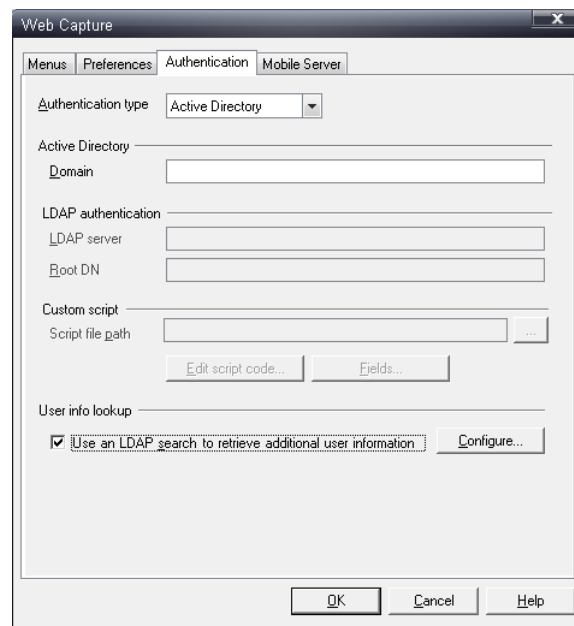 Web Capture
Menus Preferences Authentication Mobile Server
Authentication type Active Directory
Active Directory
Domain
LDAP authentication
LDAP server
Root DN
Custom script
Script file path ...
Edit script code... Fields...
User info lookup
Use an LDAP search to retrieve additional user information Configure...
OK Cancel Help